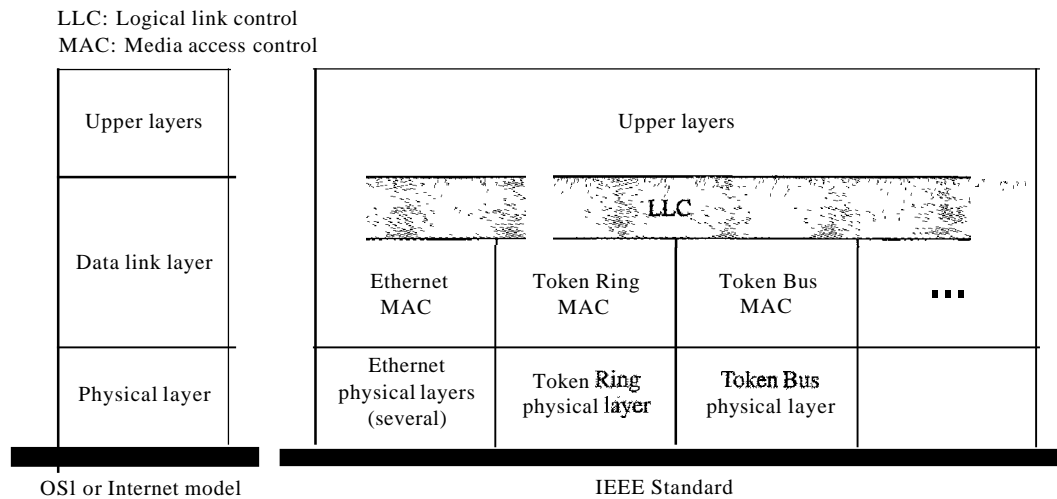 LLC: Logical link control
MAC: Media access control
Upper layers
Data link layer
Physical layer
OS1 or Internet model
Upper layers
LLC
Ethernet
MAC
Token Ring
MAC
Token Bus
MAC
...
Ethernet
physical layers
(several)
Token Ring
physical layer
Token Bus
physical layer
IEEE Standard